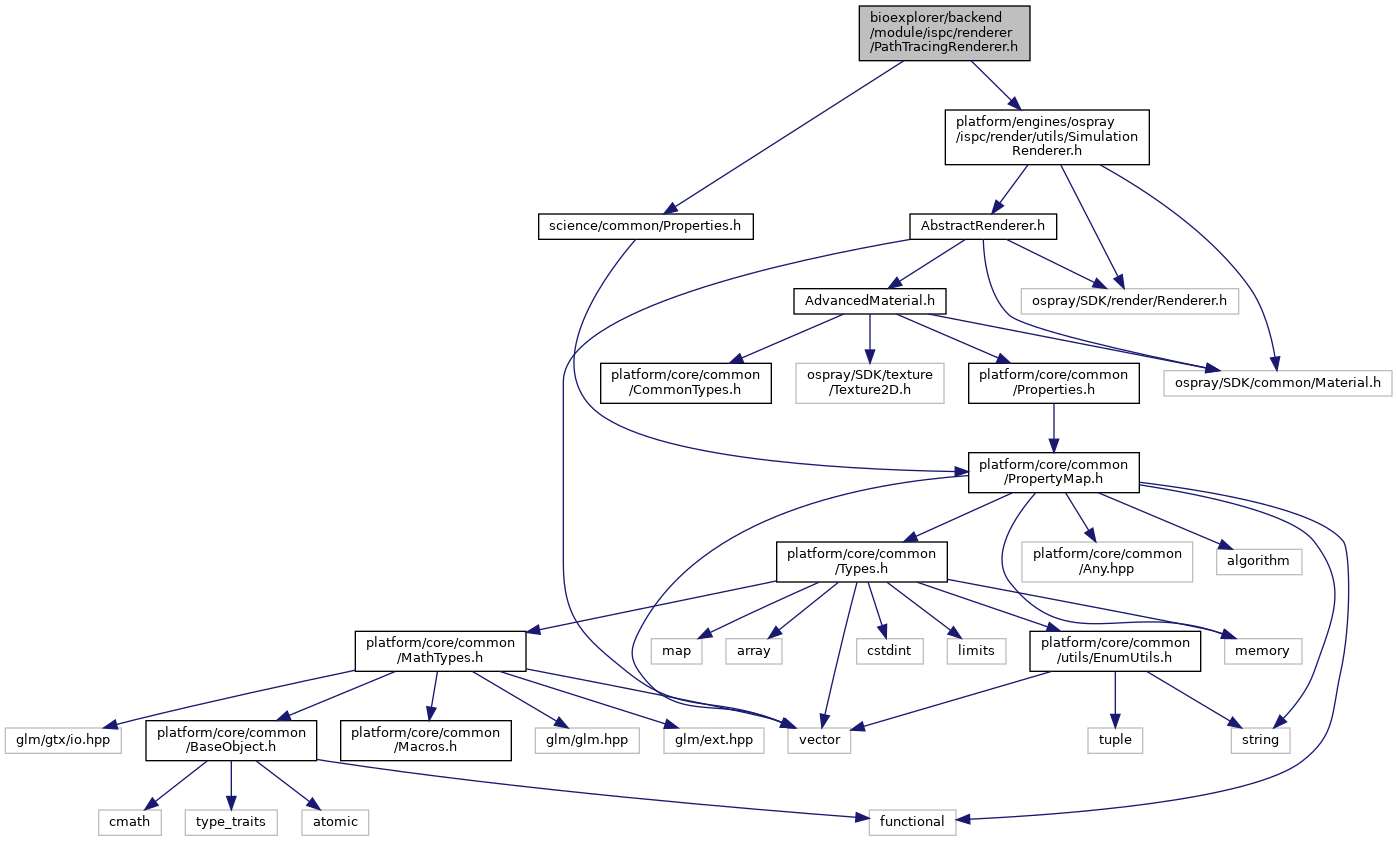 bioexplorer/backend
/module/ispc/renderer
/PathTracingRenderer.h
platform/engines/ospray
/ispc/render/utils/Simulation
Renderer.h
science/common/Properties.h
AbstractRenderer.h
AdvancedMaterial.h
ospray/SDK/render/Renderer.h
platform/core/common
/CommonTypes.h
ospray/SDK/texture
/Texture2D.h
platform/core/common
/Properties.h
ospray/SDK/common/Material.h
platform/core/common
/PropertyMap.h
platform/core/common
/Types.h
platform/core/common
/Any.hpp
algorithm
platform/core/common
/MathTypes.h
map
array
cstdint
limits
platform/core/common
/utils/EnumUtils.h
memory
glm/gtx/io.hpp
platform/core/common
/BaseObject.h
platform/core/common
/Macros.h
glm/glm.hpp
glm/ext.hpp
vector
tuple
string
cmath
type_traits
atomic
functional